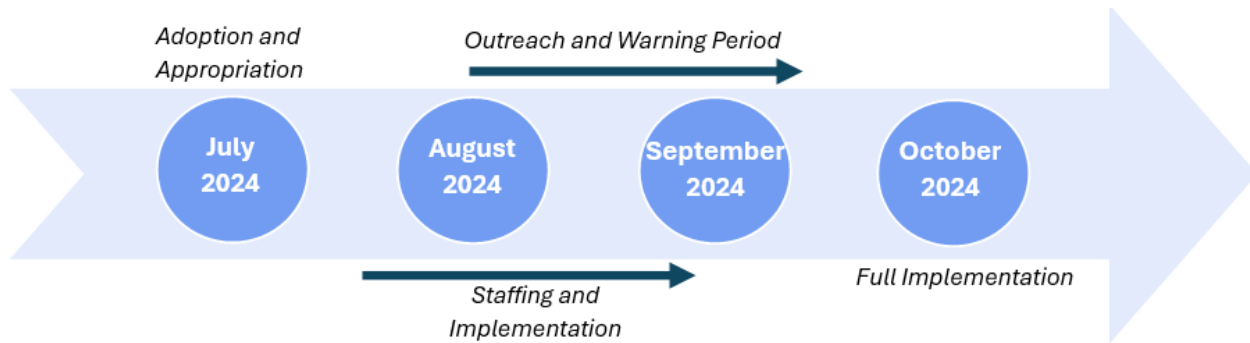 Adoption and
Appropriation
Outreach and Warning Period
July
2024
August
2024
September
2024
October
2024
Staffing and
Implementation
Full Implementation